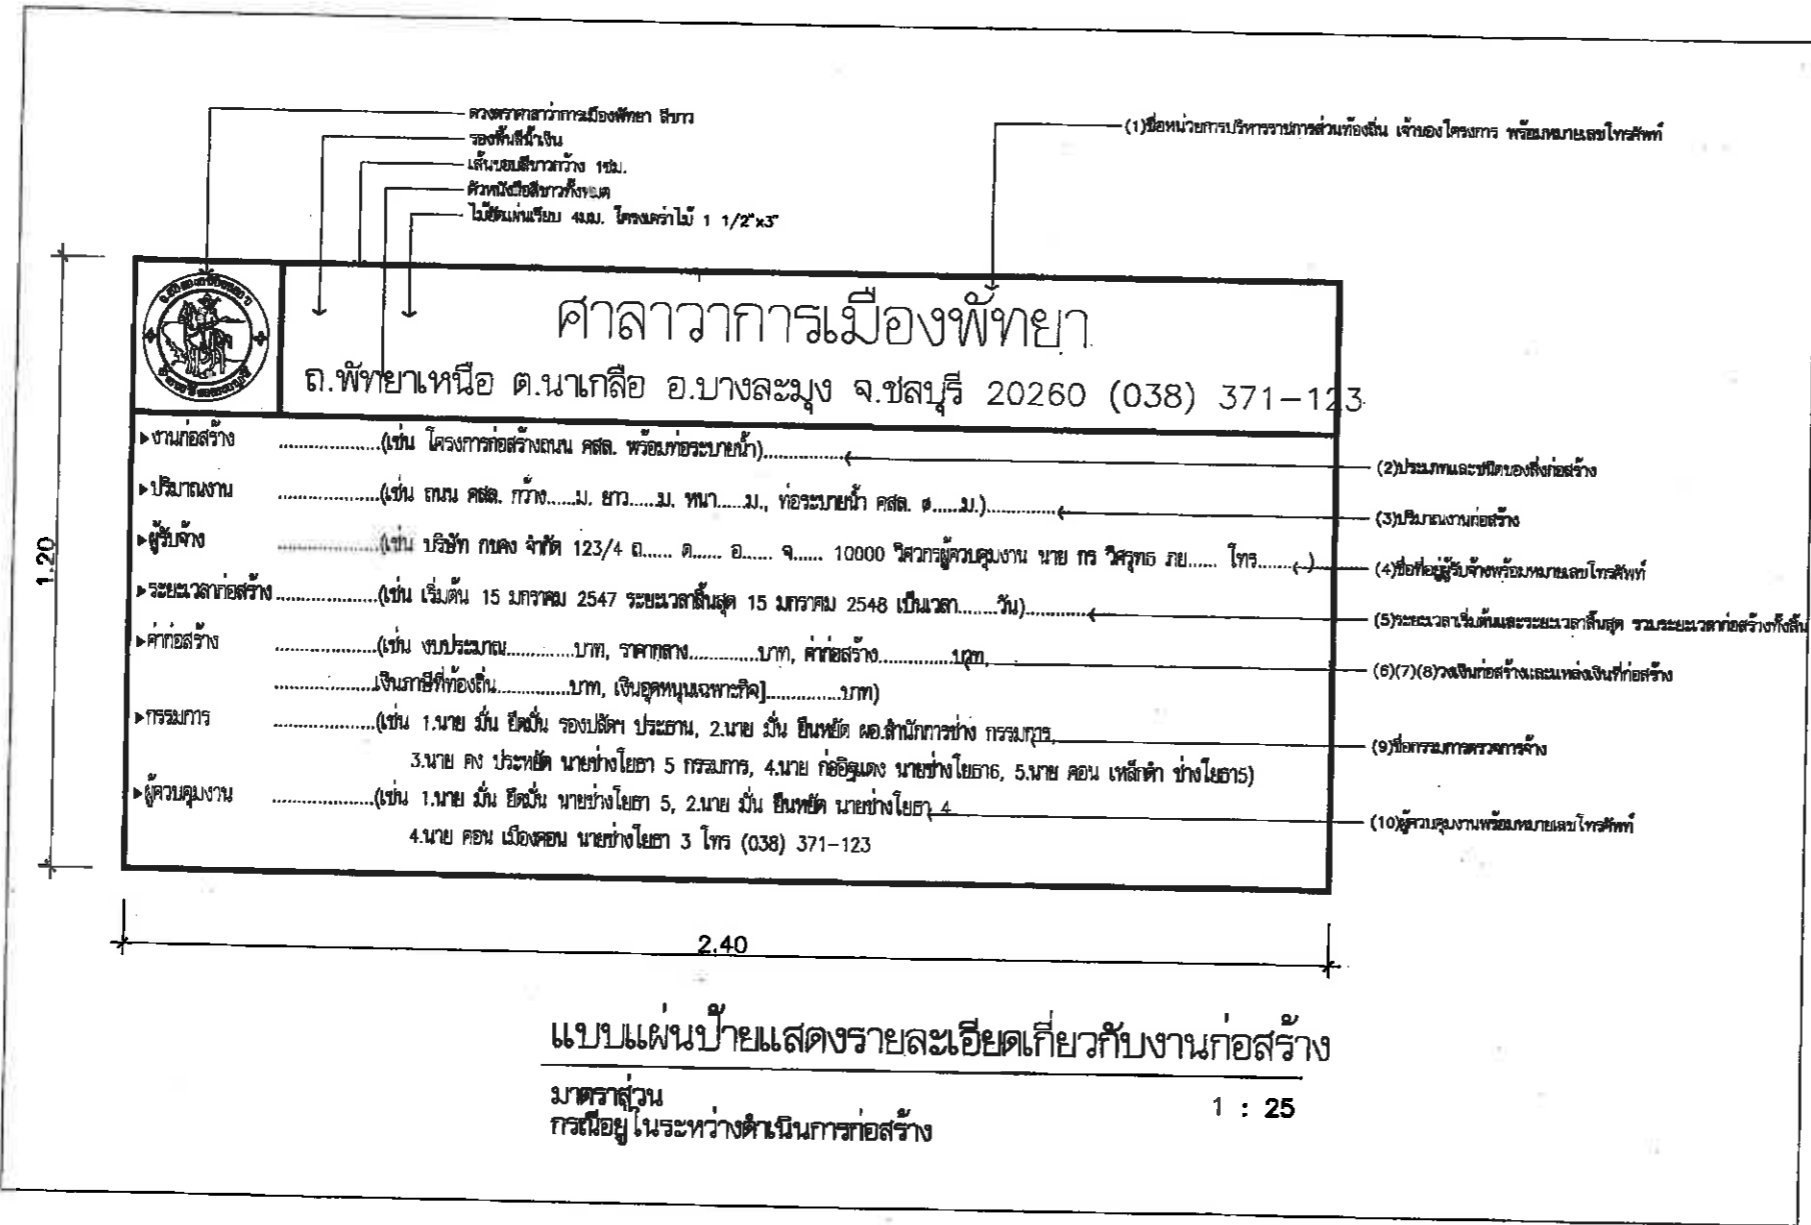 ดวงตราศาลาว่าการเมืองพัทยา สีขาว
รองพื้นสีน้ำเงิน
เส้นขอบสีขาวกว้าง 1ซม.
ตัวหนังสือสีขาวทั้งหมด
ไม้อัดแผ่นเรียบ 4มม. โครงเคร่าไม้ 1 1/2"x3"
(1)ชื่อหน่วยการบริหารราชการส่วนท้องถิ่น เจ้าของโครงการ พร้อมหมายเลขโทรศัพท์
ศาลาวาการเมืองพัทยา
ถ.พัทยาเหนือ ต.นาเกลือ อ.บางละมุง จ.ชลบุรี 20260 (038) 371-123
▸งานก่อสร้าง ..................(เช่น โครงการก่อสร้างถนน คสล. พร้อมท่อระบายน้ำ)..............
(2)ประเภทและชนิดของสิ่งก่อสร้าง
▸ปริมาณงาน ..................(เช่น ถนน คสล. กว้าง......ม. ยาว......ม. หนา.....ม., ท่อระบายน้ำ คสล. ø......ม.)............
(3)ปริมาณงานก่อสร้าง
▸ผู้รับจ้าง ..................(เช่น บริษัท กขคง จำกัด 123/4 ถ...... ต...... อ...... จ...... 10000 วิศวกรผู้ควบคุมงาน นาย กร วิศรุทธ ภย...... โทร.......)
(4)ชื่อที่อยู่ผู้รับจ้างพร้อมหมายเลขโทรศัพท์
▸ระยะเวลาก่อสร้าง..................(เช่น เริ่มต้น 15 มกราคม 2547 ระยะเวลาสิ้นสุด 15 มกราคม 2548 เป็นเวลา.......วัน)...........
(5)ระยะเวลาเริ่มต้นและระยะเวลาสิ้นสุด รวมระยะเวลาก่อสร้างทั้งสิ้น
▸ค่าก่อสร้าง ..................(เช่น งบประมาณ............บาท, ราคากลาง............บาท, ค่าก่อสร้าง.............บาท,
(6)(7)(8)วงเงินก่อสร้างและแหล่งเงินที่ก่อสร้าง
..................เงินภาษีที่ท้องถิ่น.............บาท, เงินอุดหนุนเฉพาะกิจ].............บาท)
▸กรรมการ ..................(เช่น 1.นาย มั่น ยึดมั่น รองปลัดฯ ประธาน, 2.นาย มั่น ยืนหยัด ผอ.สำนักการช่าง กรรมการ,
(9)ชื่อกรรมการตรวจการจ้าง
3.นาย คง ประหยัด นายช่างโยธา 5 กรรมการ, 4.นาย ก่ออิฐแดง นายช่างโยธา6, 5.นาย คอน เหล็กดำ ช่างโยธา5)
▸ผู้ควบคุมงาน ..................(เช่น 1.นาย มั่น ยึดมั่น นายช่างโยธา 5, 2.นาย มั่น ยืนหยัด นายช่างโยธา 4
(10)ผู้ควบคุมงานพร้อมหมายเลขโทรศัพท์
4.นาย คอน เมืองคอน นายช่างโยธา 3 โทร (038) 371-123
1.20
2.40
แบบแผ่นป้ายแสดงรายละเอียดเกี่ยวกับงานก่อสร้าง
มาตราส่วน 1 : 25
กรณีอยู่ในระหว่างดำเนินการก่อสร้าง